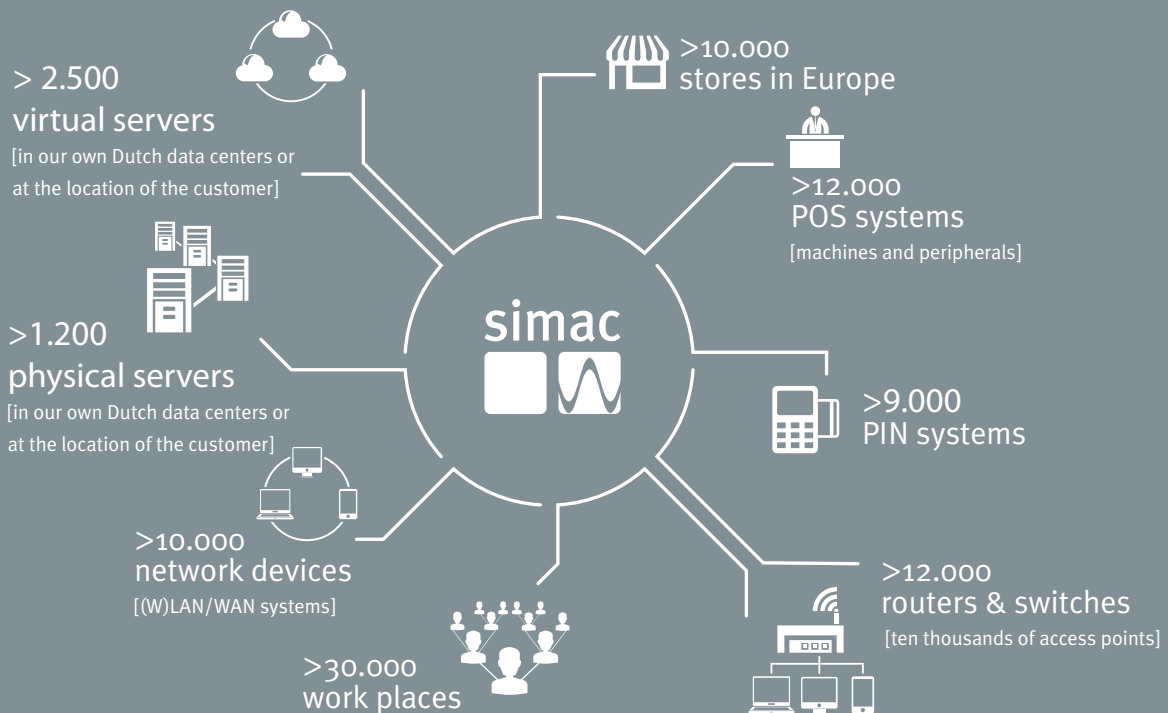 > 2.500
virtual servers
[in our own Dutch data centers or
at the location of the customer]
>10.000
stores in Europe
>12.000
POS systems
[machines and peripherals]
simac
>1.200
physical servers
[in our own Dutch data centers or
at the location of the customer]
>9.000
PIN systems
>10.000
network devices
[(W)LAN/WAN systems]
>12.000
routers & switches
[ten thousands of access points]
>30.000
work places